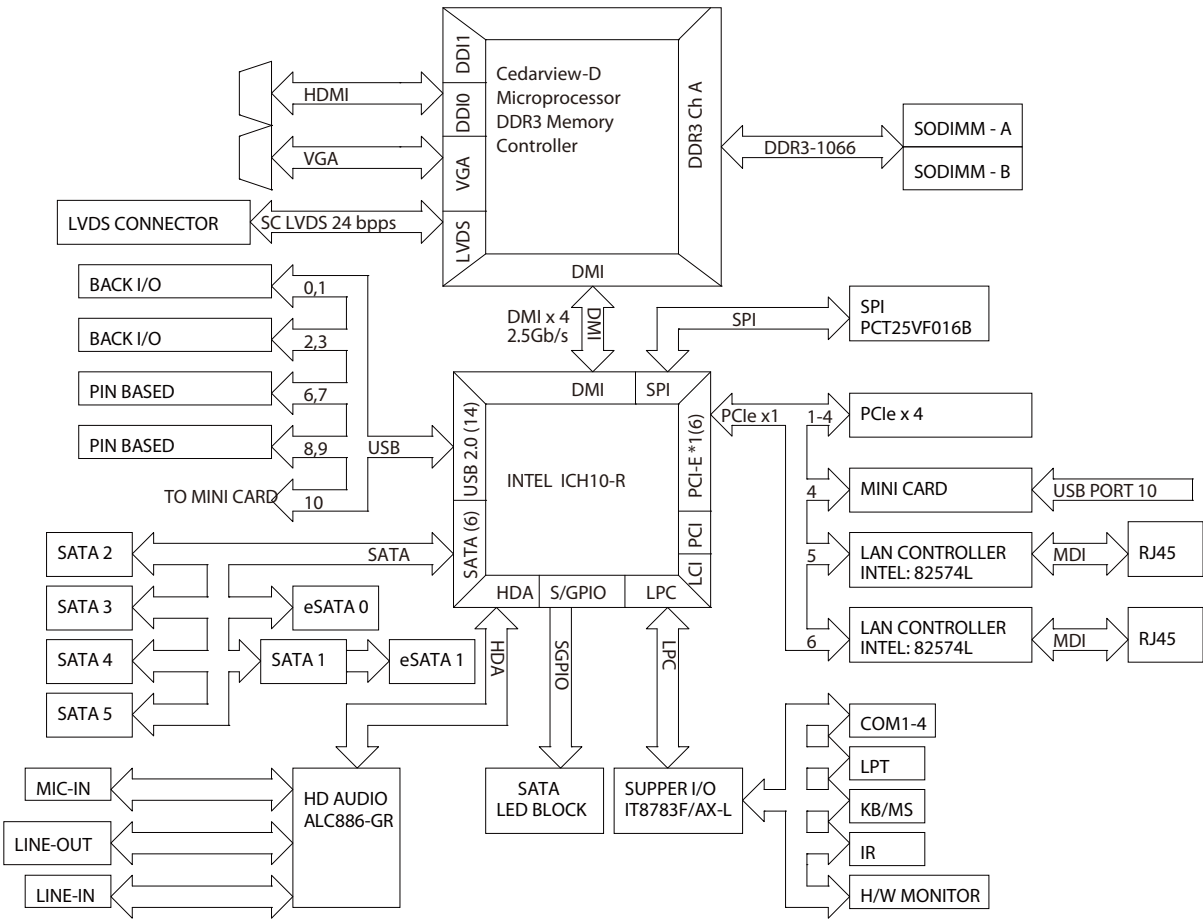 DDI1
DDI0
VGA
LVDS
Cedarview-D
Microprocessor
DDR3 Memory
Controller
DDR3 Ch A
DMI
HDMI
VGA
LVDS CONNECTOR
SC LVDS 24 bpps
DDR3-1066
SODIMM - A
SODIMM - B
BACK I/O
0,1
BACK I/O
2,3
PIN BASED
6,7
PIN BASED
8,9
TO MINI CARD
10
USB
DMI x 4
2.5Gb/s
DMI
SPI
SPI
PCT25VF016B
DMI
SPI
USB 2.0 (14)
SATA (6)
INTEL ICH10-R
PCI-E *1(6)
PCI
LCI
HDA
S/GPIO
LPC
PCIe x1
1-4
PCIe x 4
4
MINI CARD
USB PORT 10
5
LAN CONTROLLER
INTEL: 82574L
MDI
RJ45
6
LAN CONTROLLER
INTEL: 82574L
MDI
RJ45
SATA 2
SATA
SATA 3
eSATA 0
SATA 4
SATA 1
eSATA 1
SATA 5
HDA
SGPIO
LPC
MIC-IN
LINE-OUT
LINE-IN
HD AUDIO
ALC886-GR
SATA
LED BLOCK
SUPPER I/O
IT8783F/AX-L
COM1-4
LPT
KB/MS
IR
H/W MONITOR